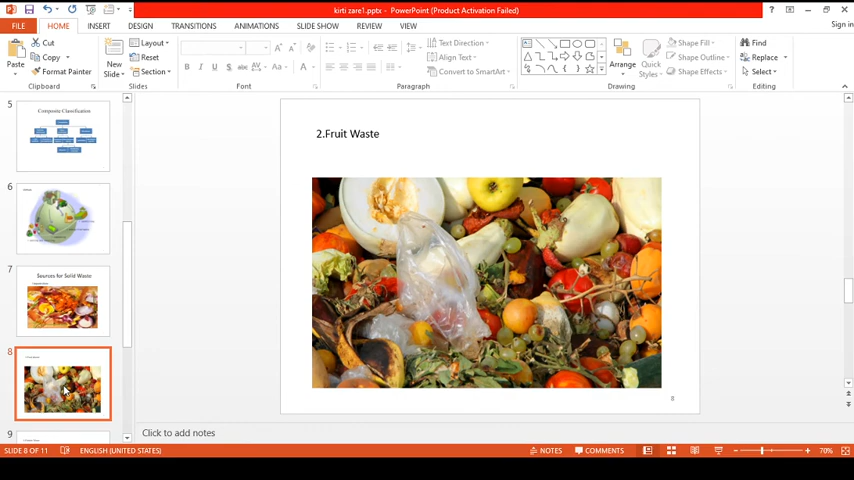 kirti zare1.pptx - PowerPoint (Product Activation Failed)
Sign in
FILE HOME INSERT DESIGN TRANSITIONS ANIMATIONS SLIDE SHOW REVIEW VIEW
Paste
Cut
Copy
Format Painter
Clipboard
New
Slide
Layout
Reset
Section
Slides
Font
Text Direction
Align Text
Convert to SmartArt
Paragraph
Arrange
Quick
Styles
Shape Fill
Shape Outline
Shape Effects
Drawing
Find
Replace
Select
Editing
5
Composite Classification
6
7
Sources for Solid Waste
8
9
2.Fruit Waste
8
Click to add notes
SLIDE 8 OF 11 ENGLISH (UNITED STATES) NOTES COMMENTS 70%